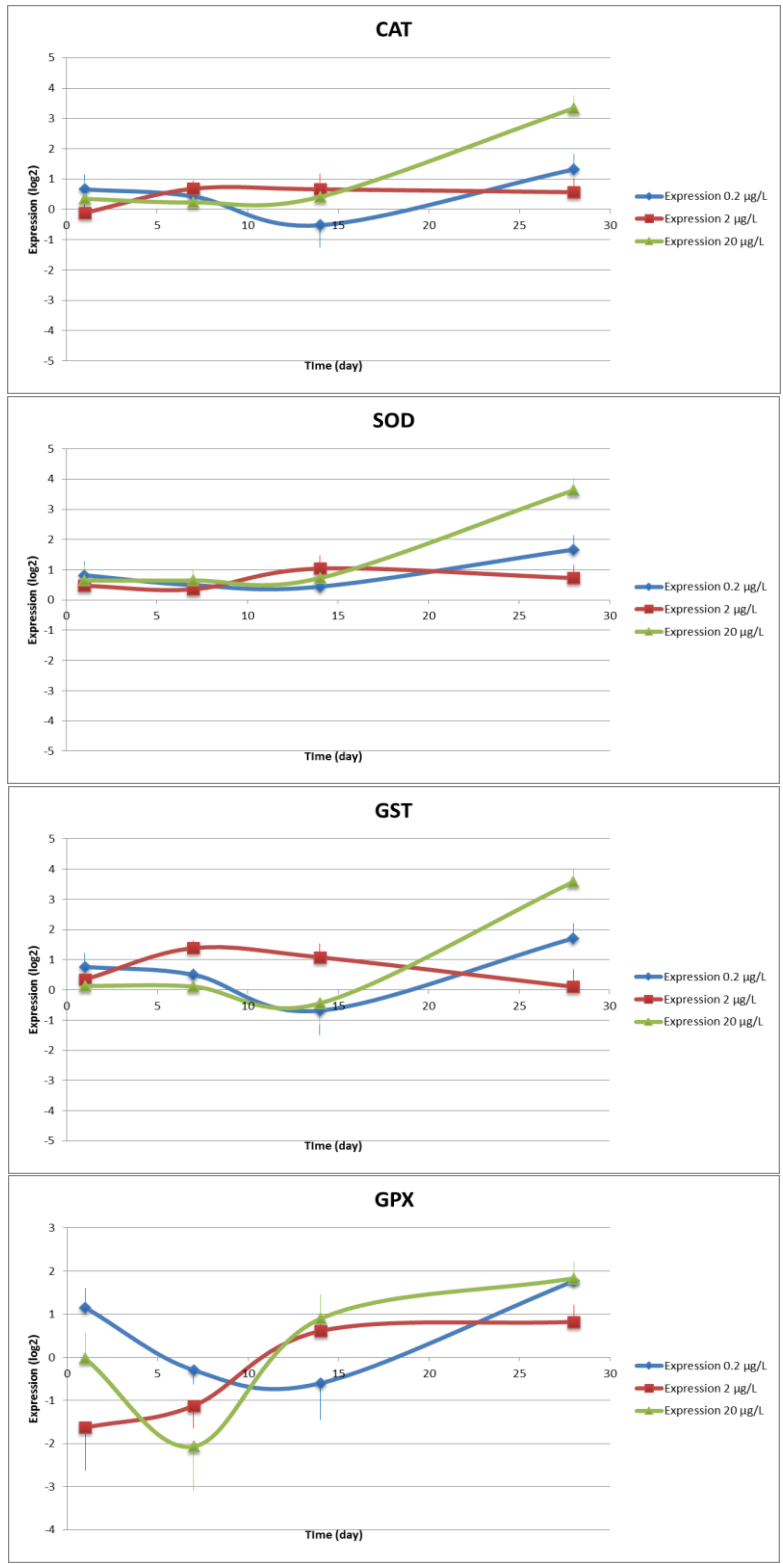 CAT
5
4
3
2
1
0
-1
-2
-3
-4
-5
0 5 10 15 20 25 30
Expression (log2)
TIme (day)
Expression 0.2 µg/L
Expression 2 µg/L
Expression 20 µg/L
SOD
5
4
3
2
1
0
-1
-2
-3
-4
-5
0 5 10 15 20 25 30
Expression (log2)
TIme (day)
Expression 0.2 µg/L
Expression 2 µg/L
Expression 20 µg/L
GST
5
4
3
2
1
0
-1
-2
-3
-4
-5
0 5 10 15 20 25 30
Expression (log2)
TIme (day)
Expression 0.2 µg/L
Expression 2 µg/L
Expression 20 µg/L
GPX
3
2
1
0
-1
-2
-3
-4
0 5 10 15 20 25 30
Expression (log2)
TIme (day)
Expression 0.2 µg/L
Expression 2 µg/L
Expression 20 µg/L